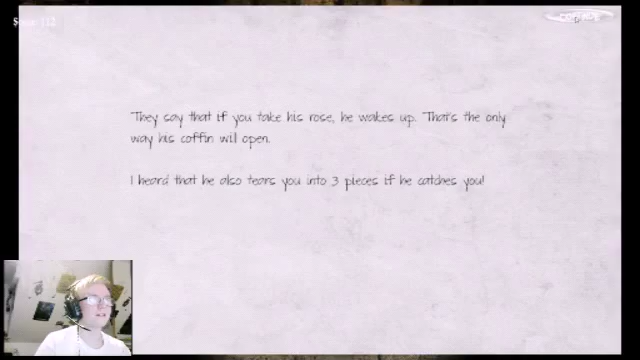 They say that if you take his rose, he wakes up. That's the only
way his coffin will open.
I heard that he also tears you into 3 pieces if he catches you!